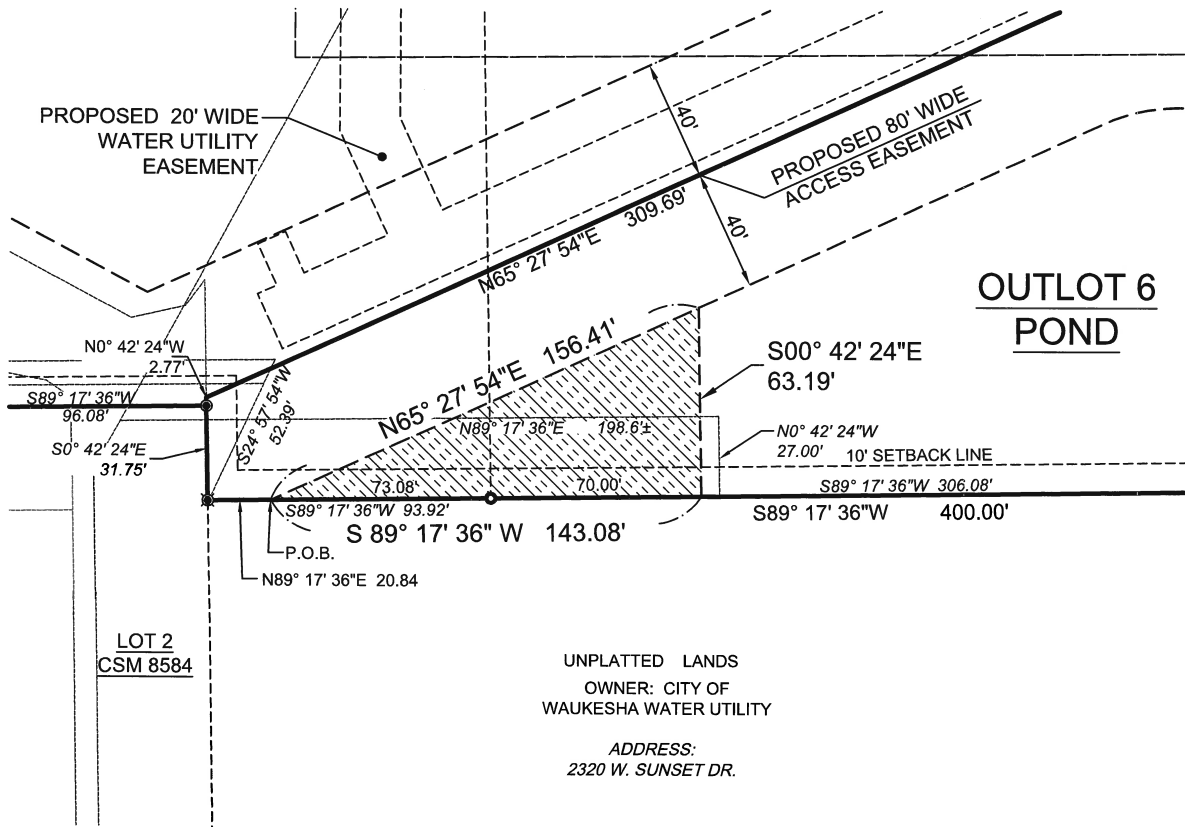 PROPOSED 20' WIDE
WATER UTILITY
EASEMENT
40'
PROPOSED 80' WIDE
ACCESS EASEMENT
40'
N65° 27' 54"E 309.69'
OUTLOT 6
POND
N0° 42' 24"W
2.77'
S89° 17' 36"W
96.08'
S0° 42' 24"E
31.75'
S24° 57' 54"W
52.39'
N65° 27' 54"E 156.41'
S00° 42' 24"E
63.19'
N89° 17' 36"E 198.6'±
N0° 42' 24"W
27.00'
10' SETBACK LINE
73.08'
70.00'
S89° 17' 36"W 306.08'
S89° 17' 36"W 93.92'
S 89° 17' 36" W 143.08'
S89° 17' 36"W 400.00'
P.O.B.
N89° 17' 36"E 20.84
LOT 2
CSM 8584
UNPLATTED LANDS
OWNER: CITY OF
WAUKESHA WATER UTILITY
ADDRESS:
2320 W. SUNSET DR.